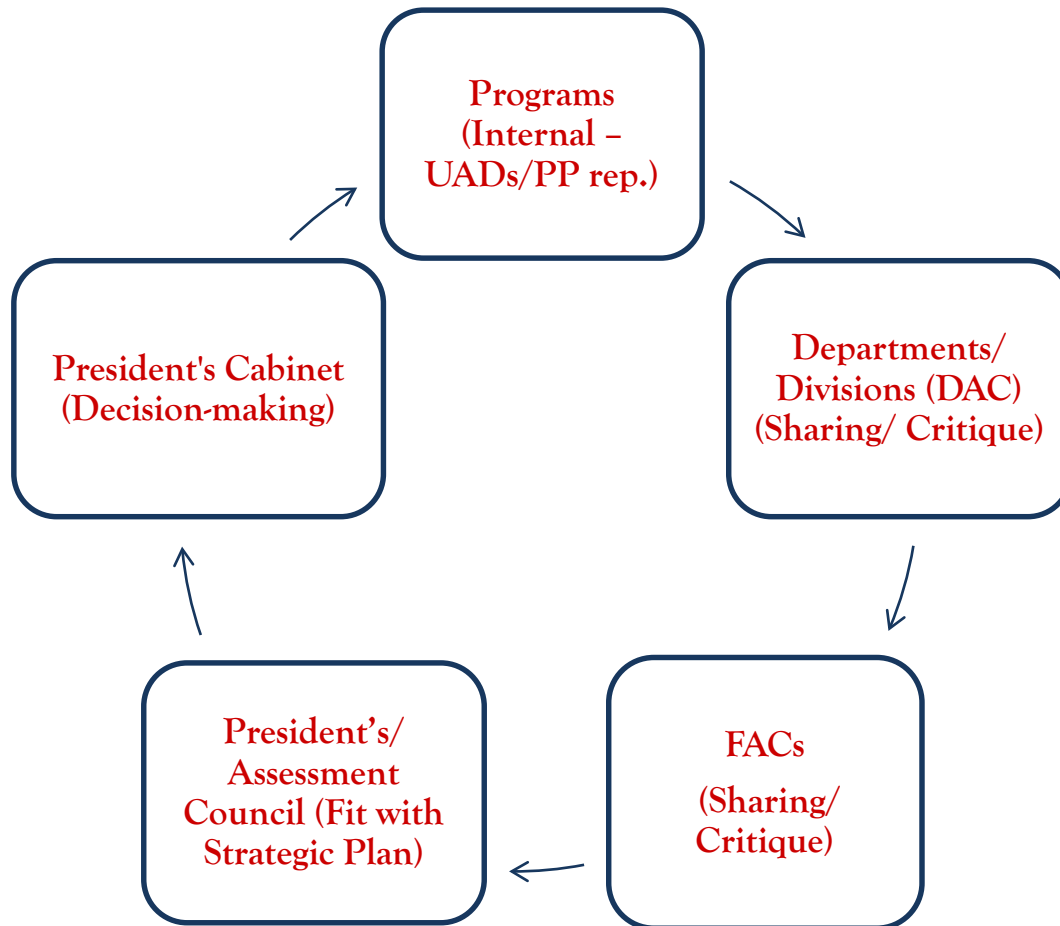 Programs
(Internal –
UADs/PP rep.)
Departments/
Divisions (DAC)
(Sharing/ Critique)
FACs
(Sharing/
Critique)
President’s/
Assessment
Council (Fit with
Strategic Plan)
President's Cabinet
(Decision-making)